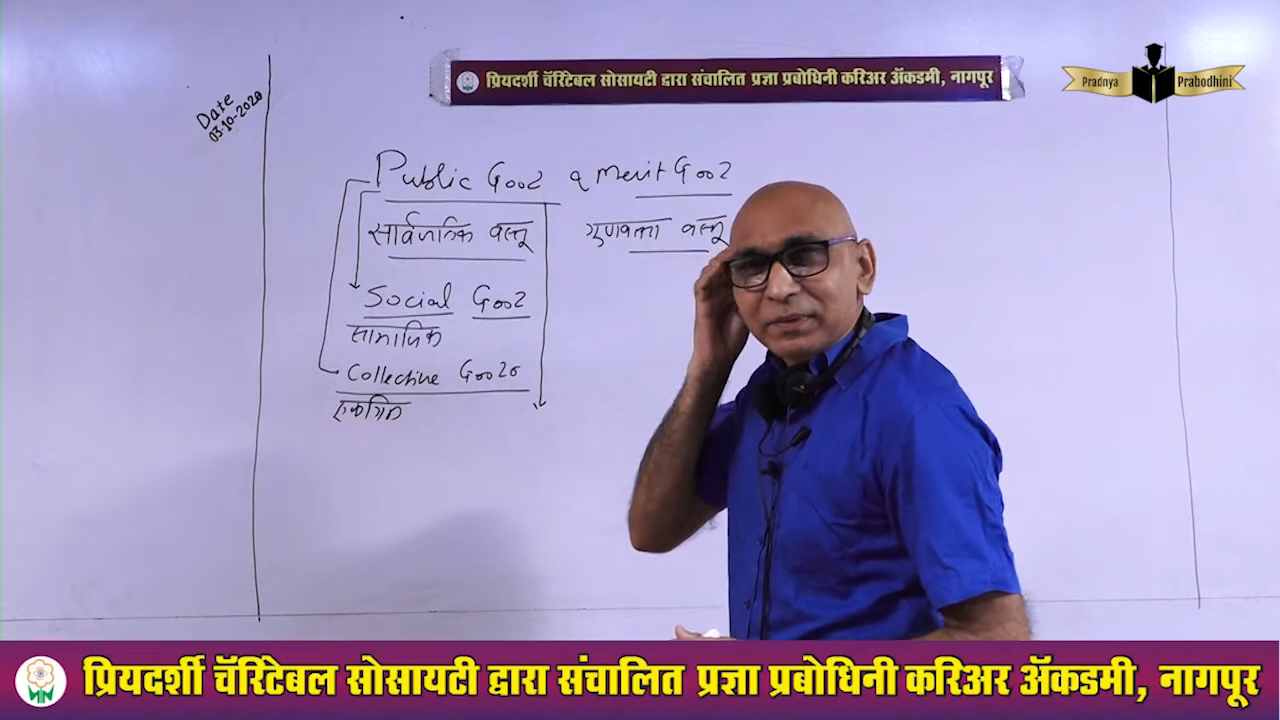 प्रियदर्शी चॅरिटेबल सोसायटी द्वारा संचालित प्रज्ञा प्रबोधिनी करिअर ॲकडमी, नागपूर
Pradnya Prabodhini
Date
03-10-2020
Public Good व Merit Good
सार्वजनिक वस्तू गुणवत्ता वस्तू
Social Good
सामाजिक
Collective Goods
एकत्रित
प्रियदर्शी चॅरिटेबल सोसायटी द्वारा संचालित प्रज्ञा प्रबोधिनी करिअर ॲकडमी, नागपूर